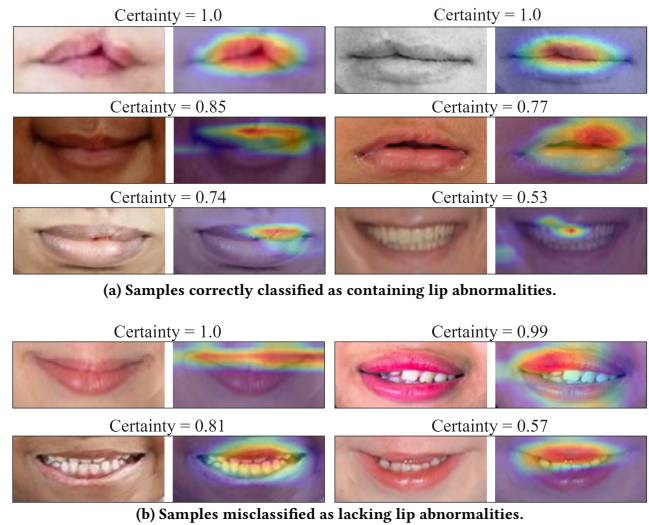 Certainty = 1.0 Certainty = 1.0
Certainty = 0.85 Certainty = 0.77
Certainty = 0.74 Certainty = 0.53
(a) Samples correctly classified as containing lip abnormalities.
Certainty = 1.0 Certainty = 0.99
Certainty = 0.81 Certainty = 0.57
(b) Samples misclassified as lacking lip abnormalities.